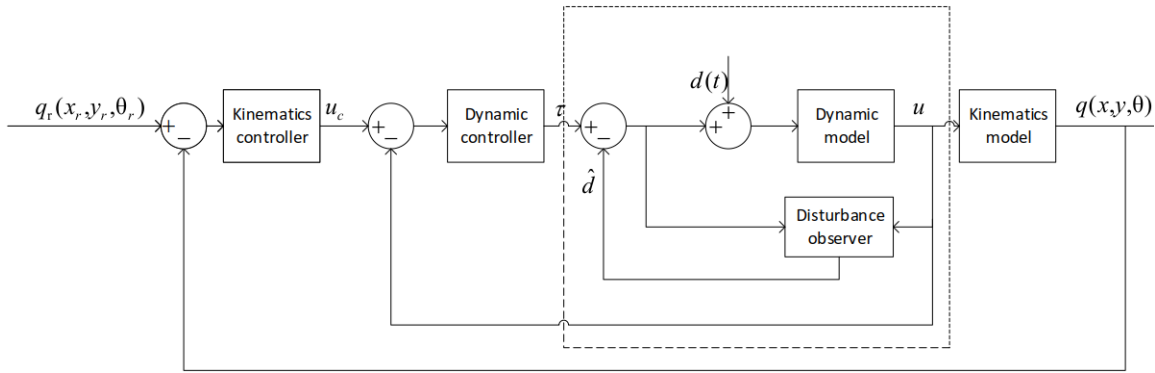 d(t)
q_r(x_r,y_r,θ_r)
Kinematics
controller
u_c
Dynamic
controller
τ
Dynamic
model
u
Kinematics
model
q(x,y,θ)
+
−
+
−
+
−
+
+
d̂
Disturbance
observer